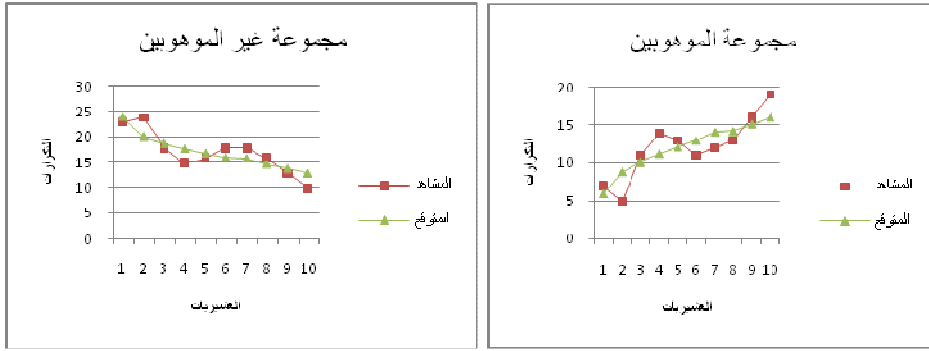 مجموعة الموهوبين
20
15
10
5
0
التكرارات
1 2 3 4 5 6 7 8 9 10
العشيريات
المشاهد
المتوقع
مجموعة غير الموهوبين
30
25
20
15
10
5
0
التكرارات
1 2 3 4 5 6 7 8 9 10
العشيريات
المشاهد
المتوقع